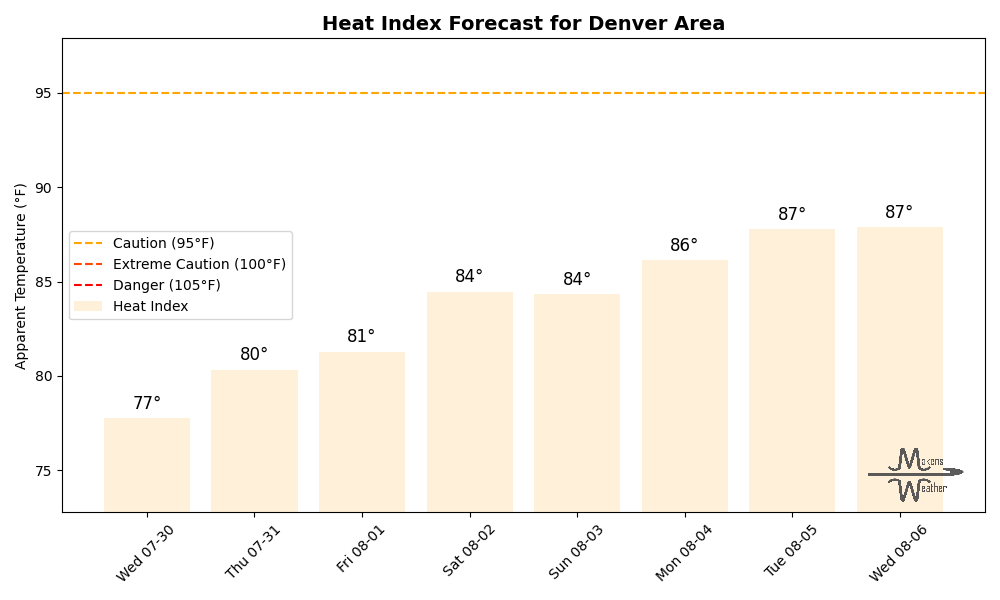 Heat Index Forecast for Denver Area
Apparent Temperature (°F)
95
90
85
80
75
Caution (95°F)
Extreme Caution (100°F)
Danger (105°F)
Heat Index
77°
80°
81°
84°
84°
86°
87°
87°
Wed 07-30
Thu 07-31
Fri 08-01
Sat 08-02
Sun 08-03
Mon 08-04
Tue 08-05
Wed 08-06
Weather